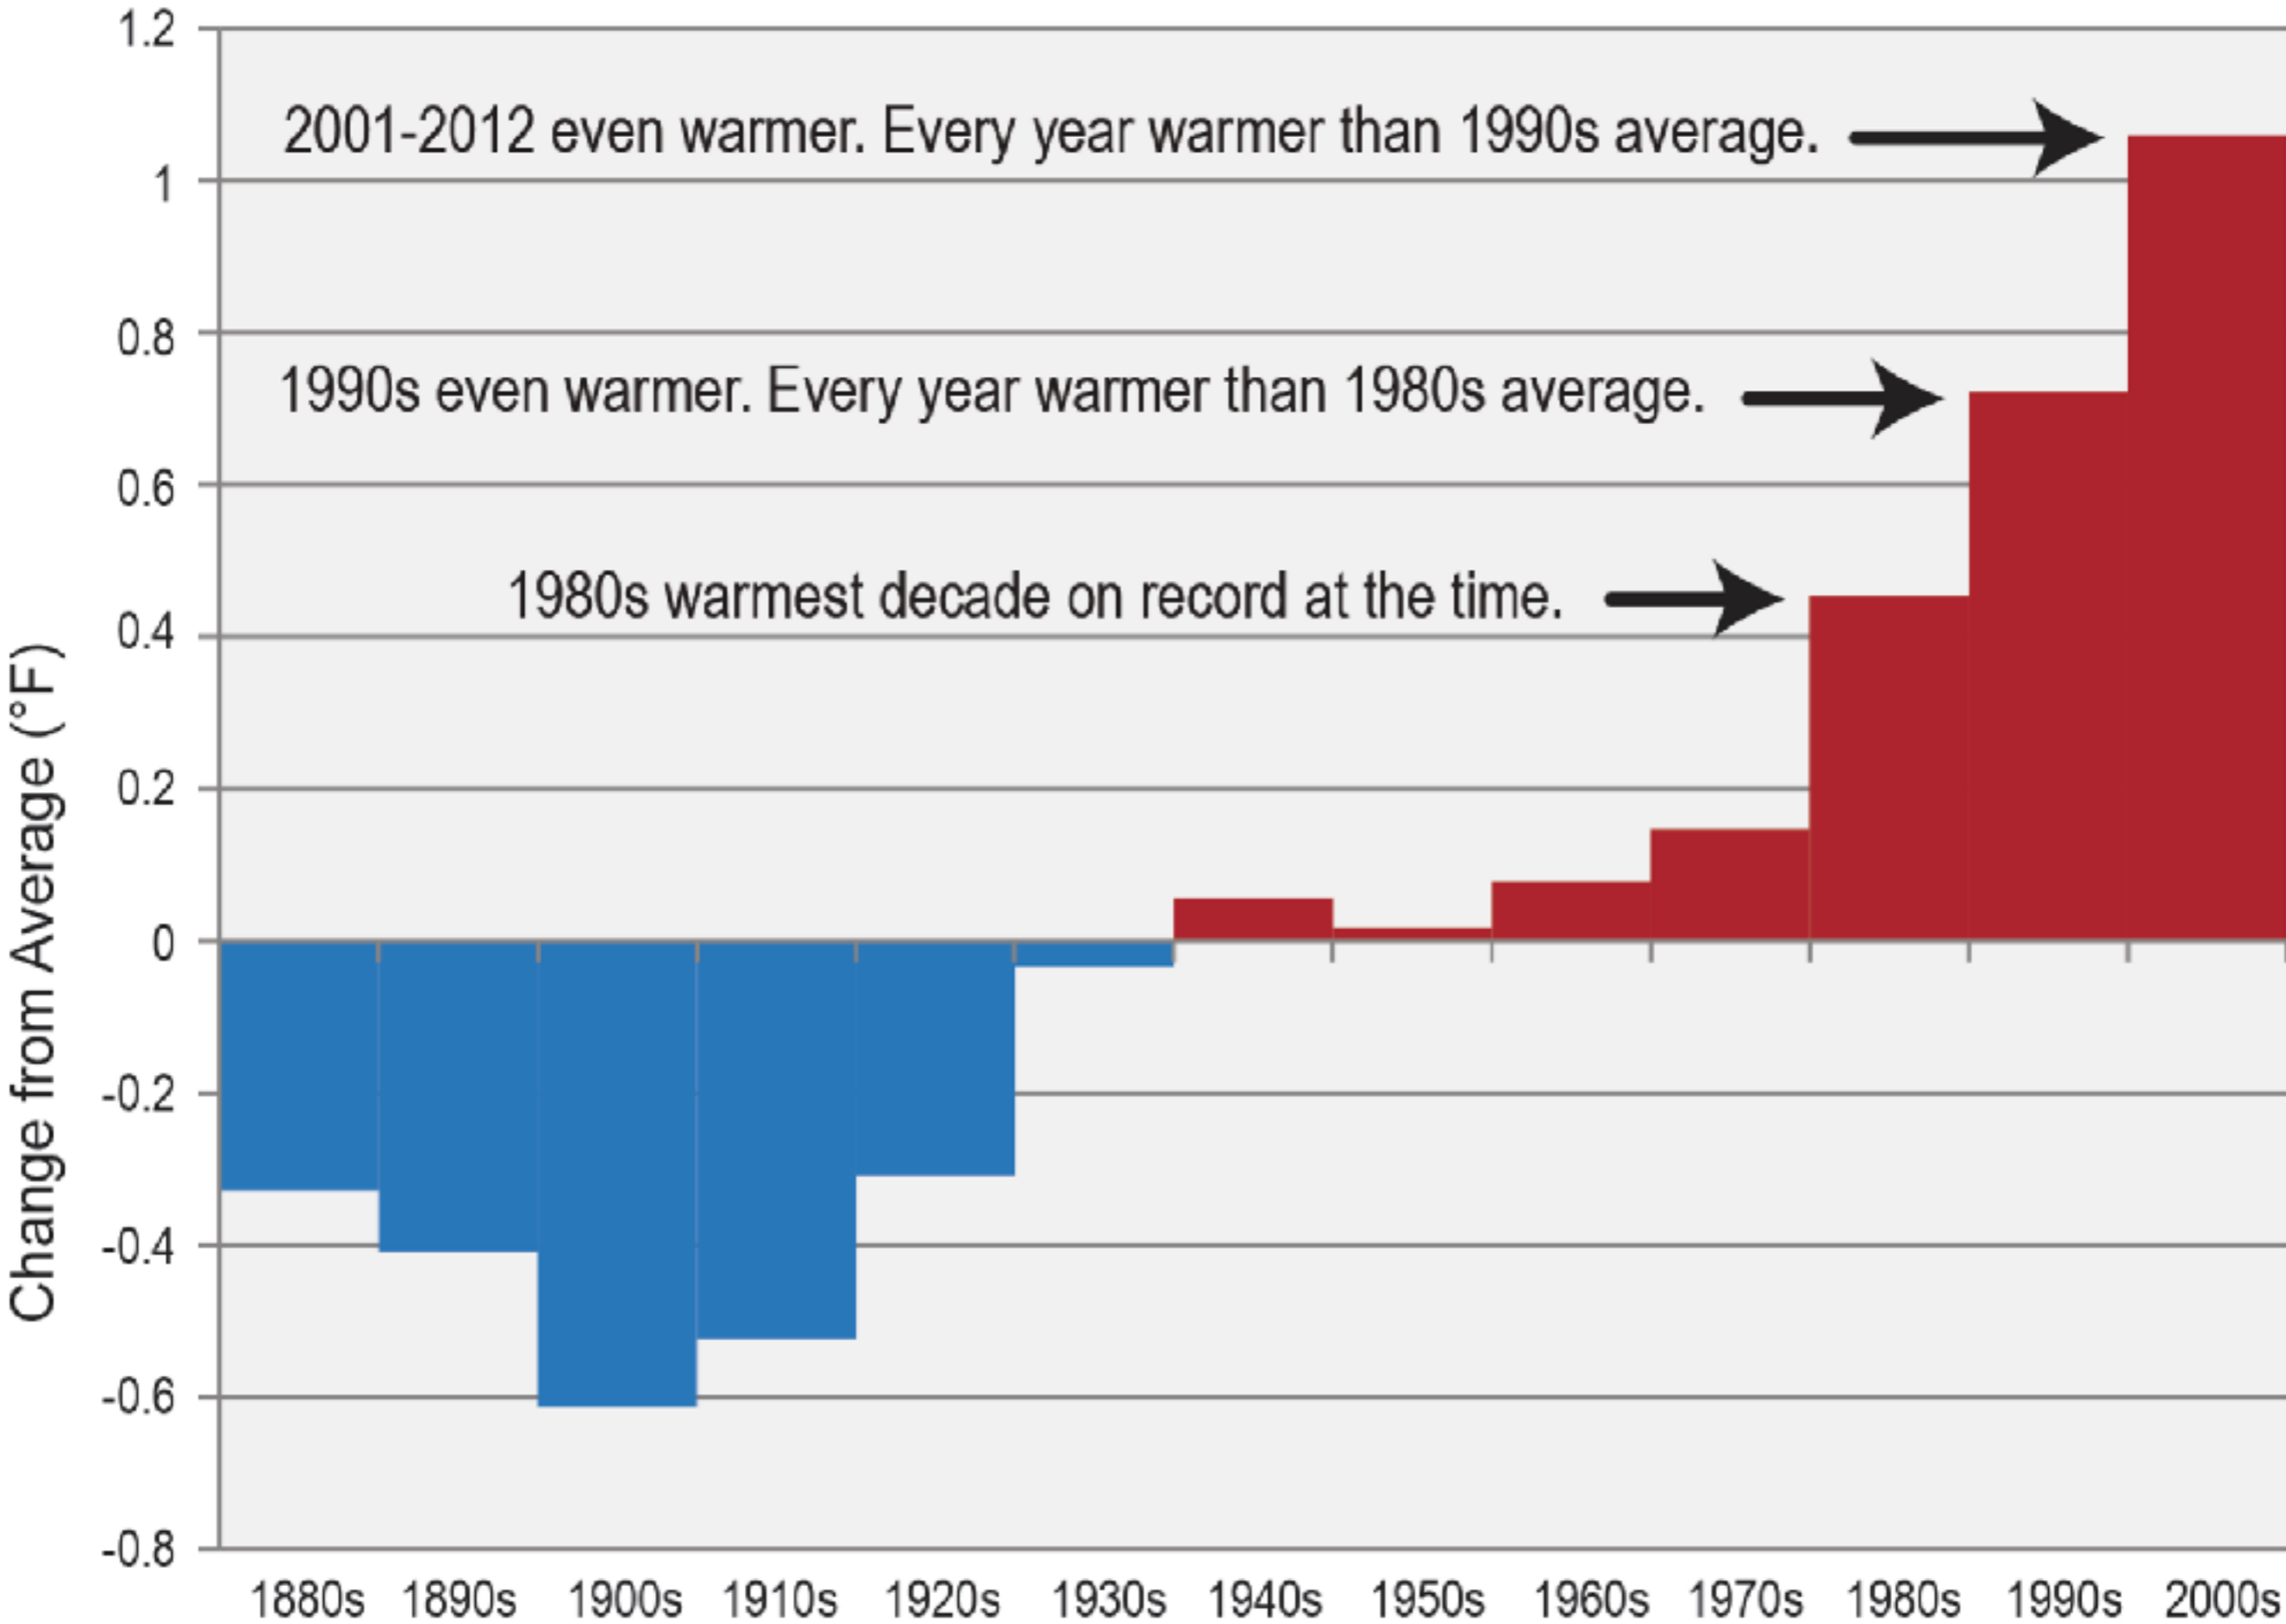 1.2
2001-2012 even warmer. Every year warmer than 1990s average.
1
0.8
1990s even warmer. Every year warmer than 1980s average.
0.6
1980s warmest decade on record at the time.
0.4
0.2
0
-0.2
-0.4
-0.6
-0.8
Change from Average (°F)
1880s 1890s 1900s 1910s 1920s 1930s 1940s 1950s 1960s 1970s 1980s 1990s 2000s